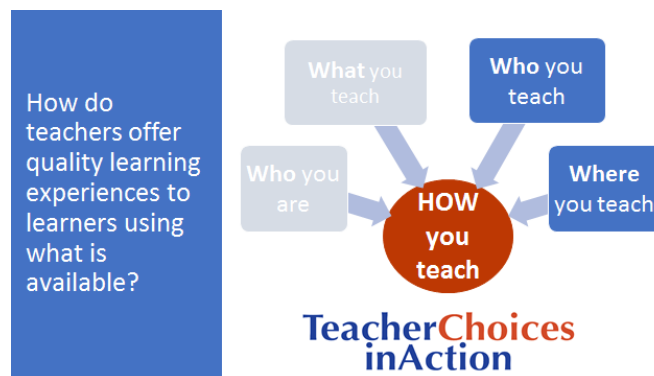 How do
teachers offer
quality learning
experiences to
learners using
what is
available?
What you
teach
Who you
teach
Who you
are
Where
you teach
HOW
you
teach
TeacherChoices
inAction